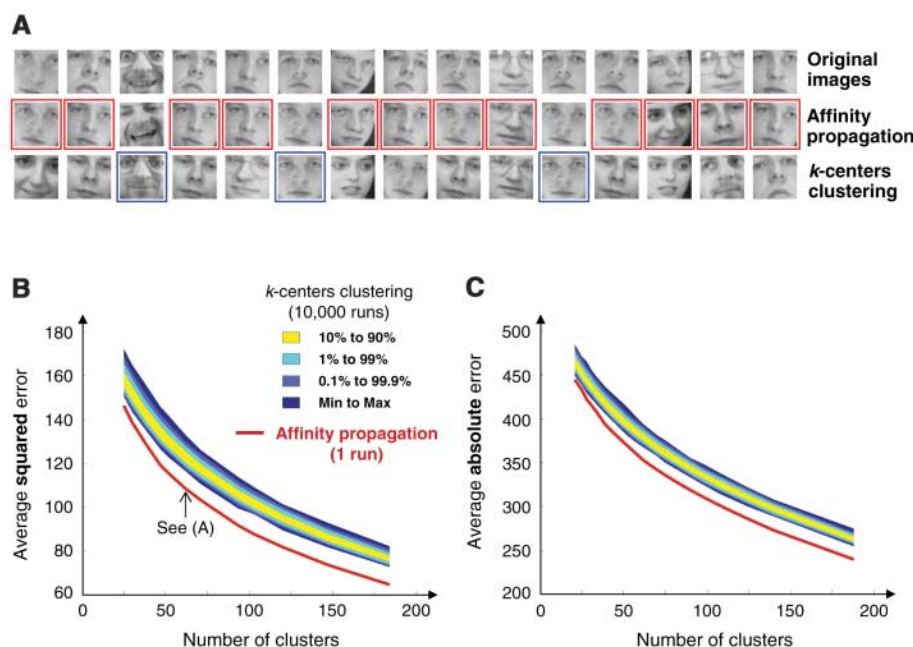 A
Original
images
Affinity
propagation
k-centers
clustering
B
k-centers clustering
(10,000 runs)
10% to 90%
1% to 99%
0.1% to 99.9%
Min to Max
Affinity propagation
(1 run)
See (A)
Average squared error
180
160
140
120
100
80
60
0
50
100
150
200
Number of clusters
C
Average absolute error
500
450
400
350
300
250
200
0
50
100
150
200
Number of clusters